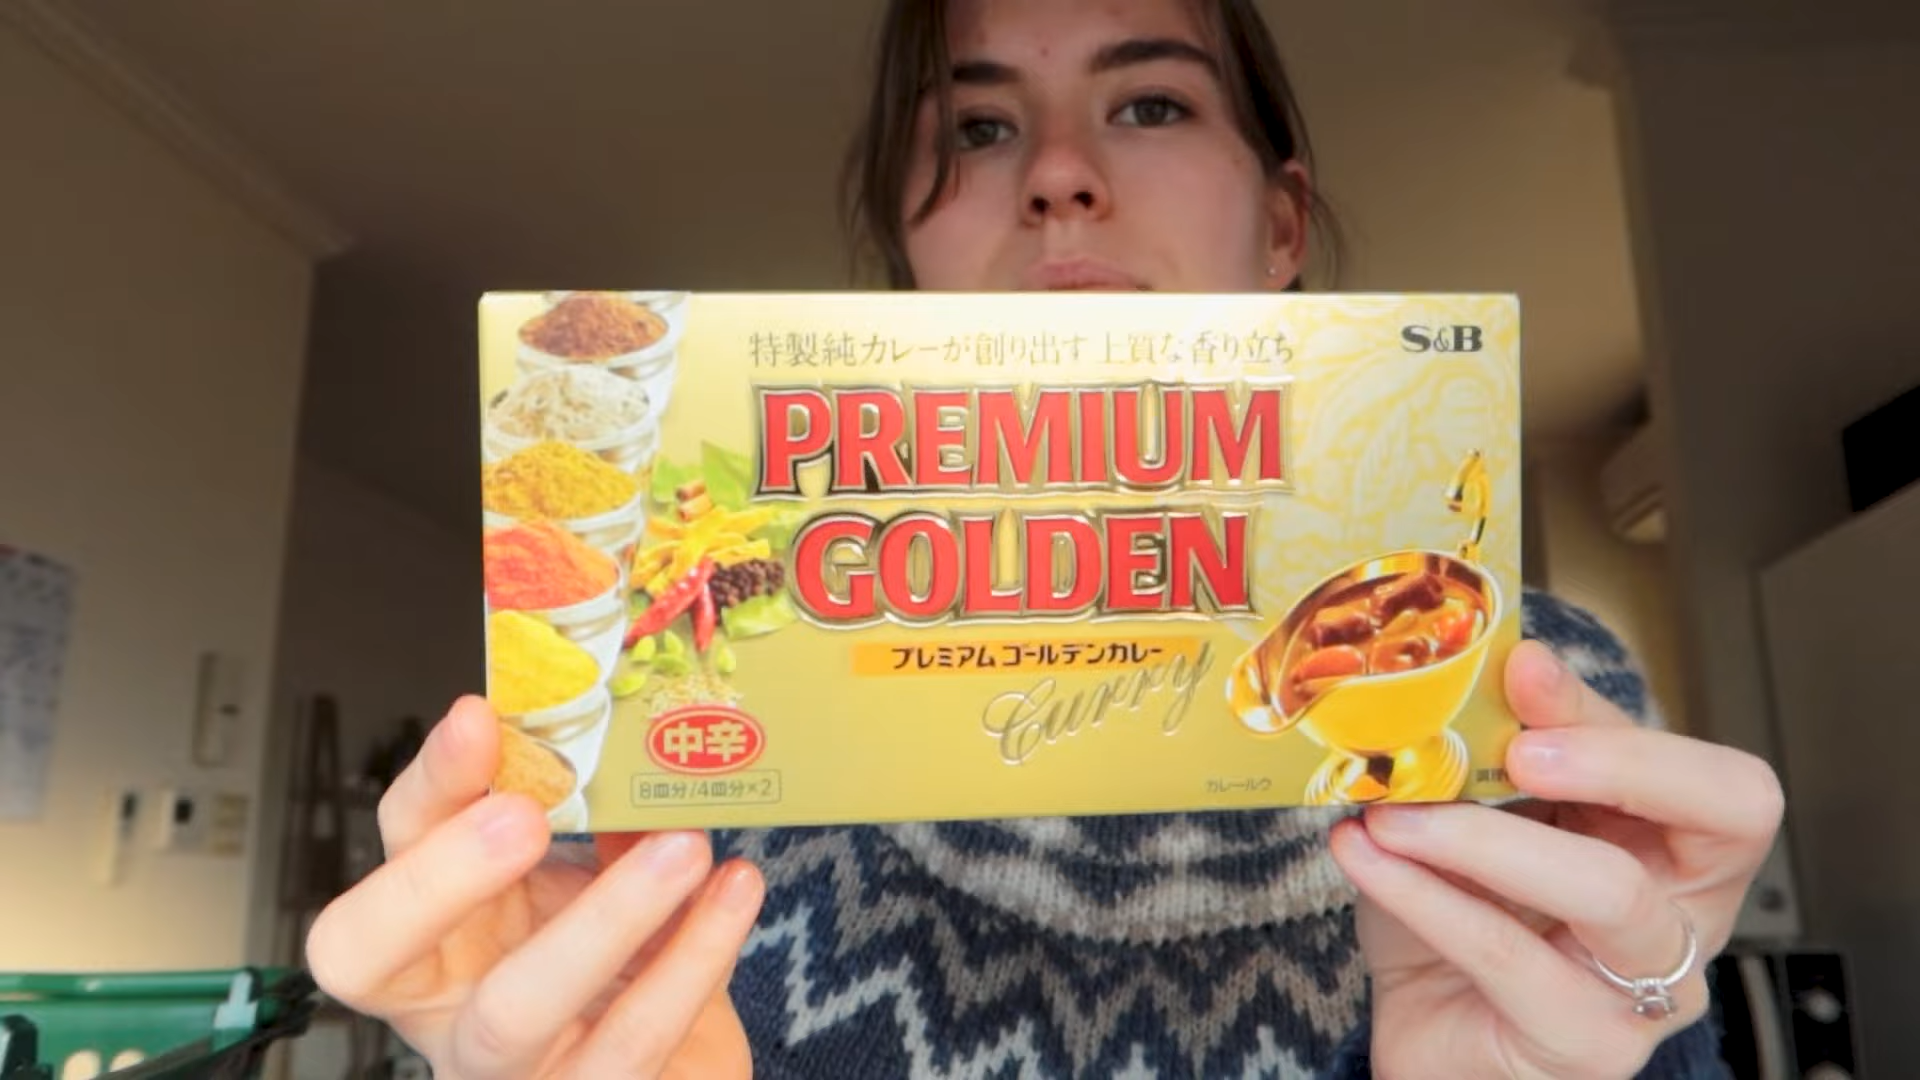 特製純カレーが創り出す上質な香り立ち
S&B
PREMIUM
GOLDEN
プレミアム ゴールデンカレー
Curry
中辛
8皿分/4皿分×2
カレールウ